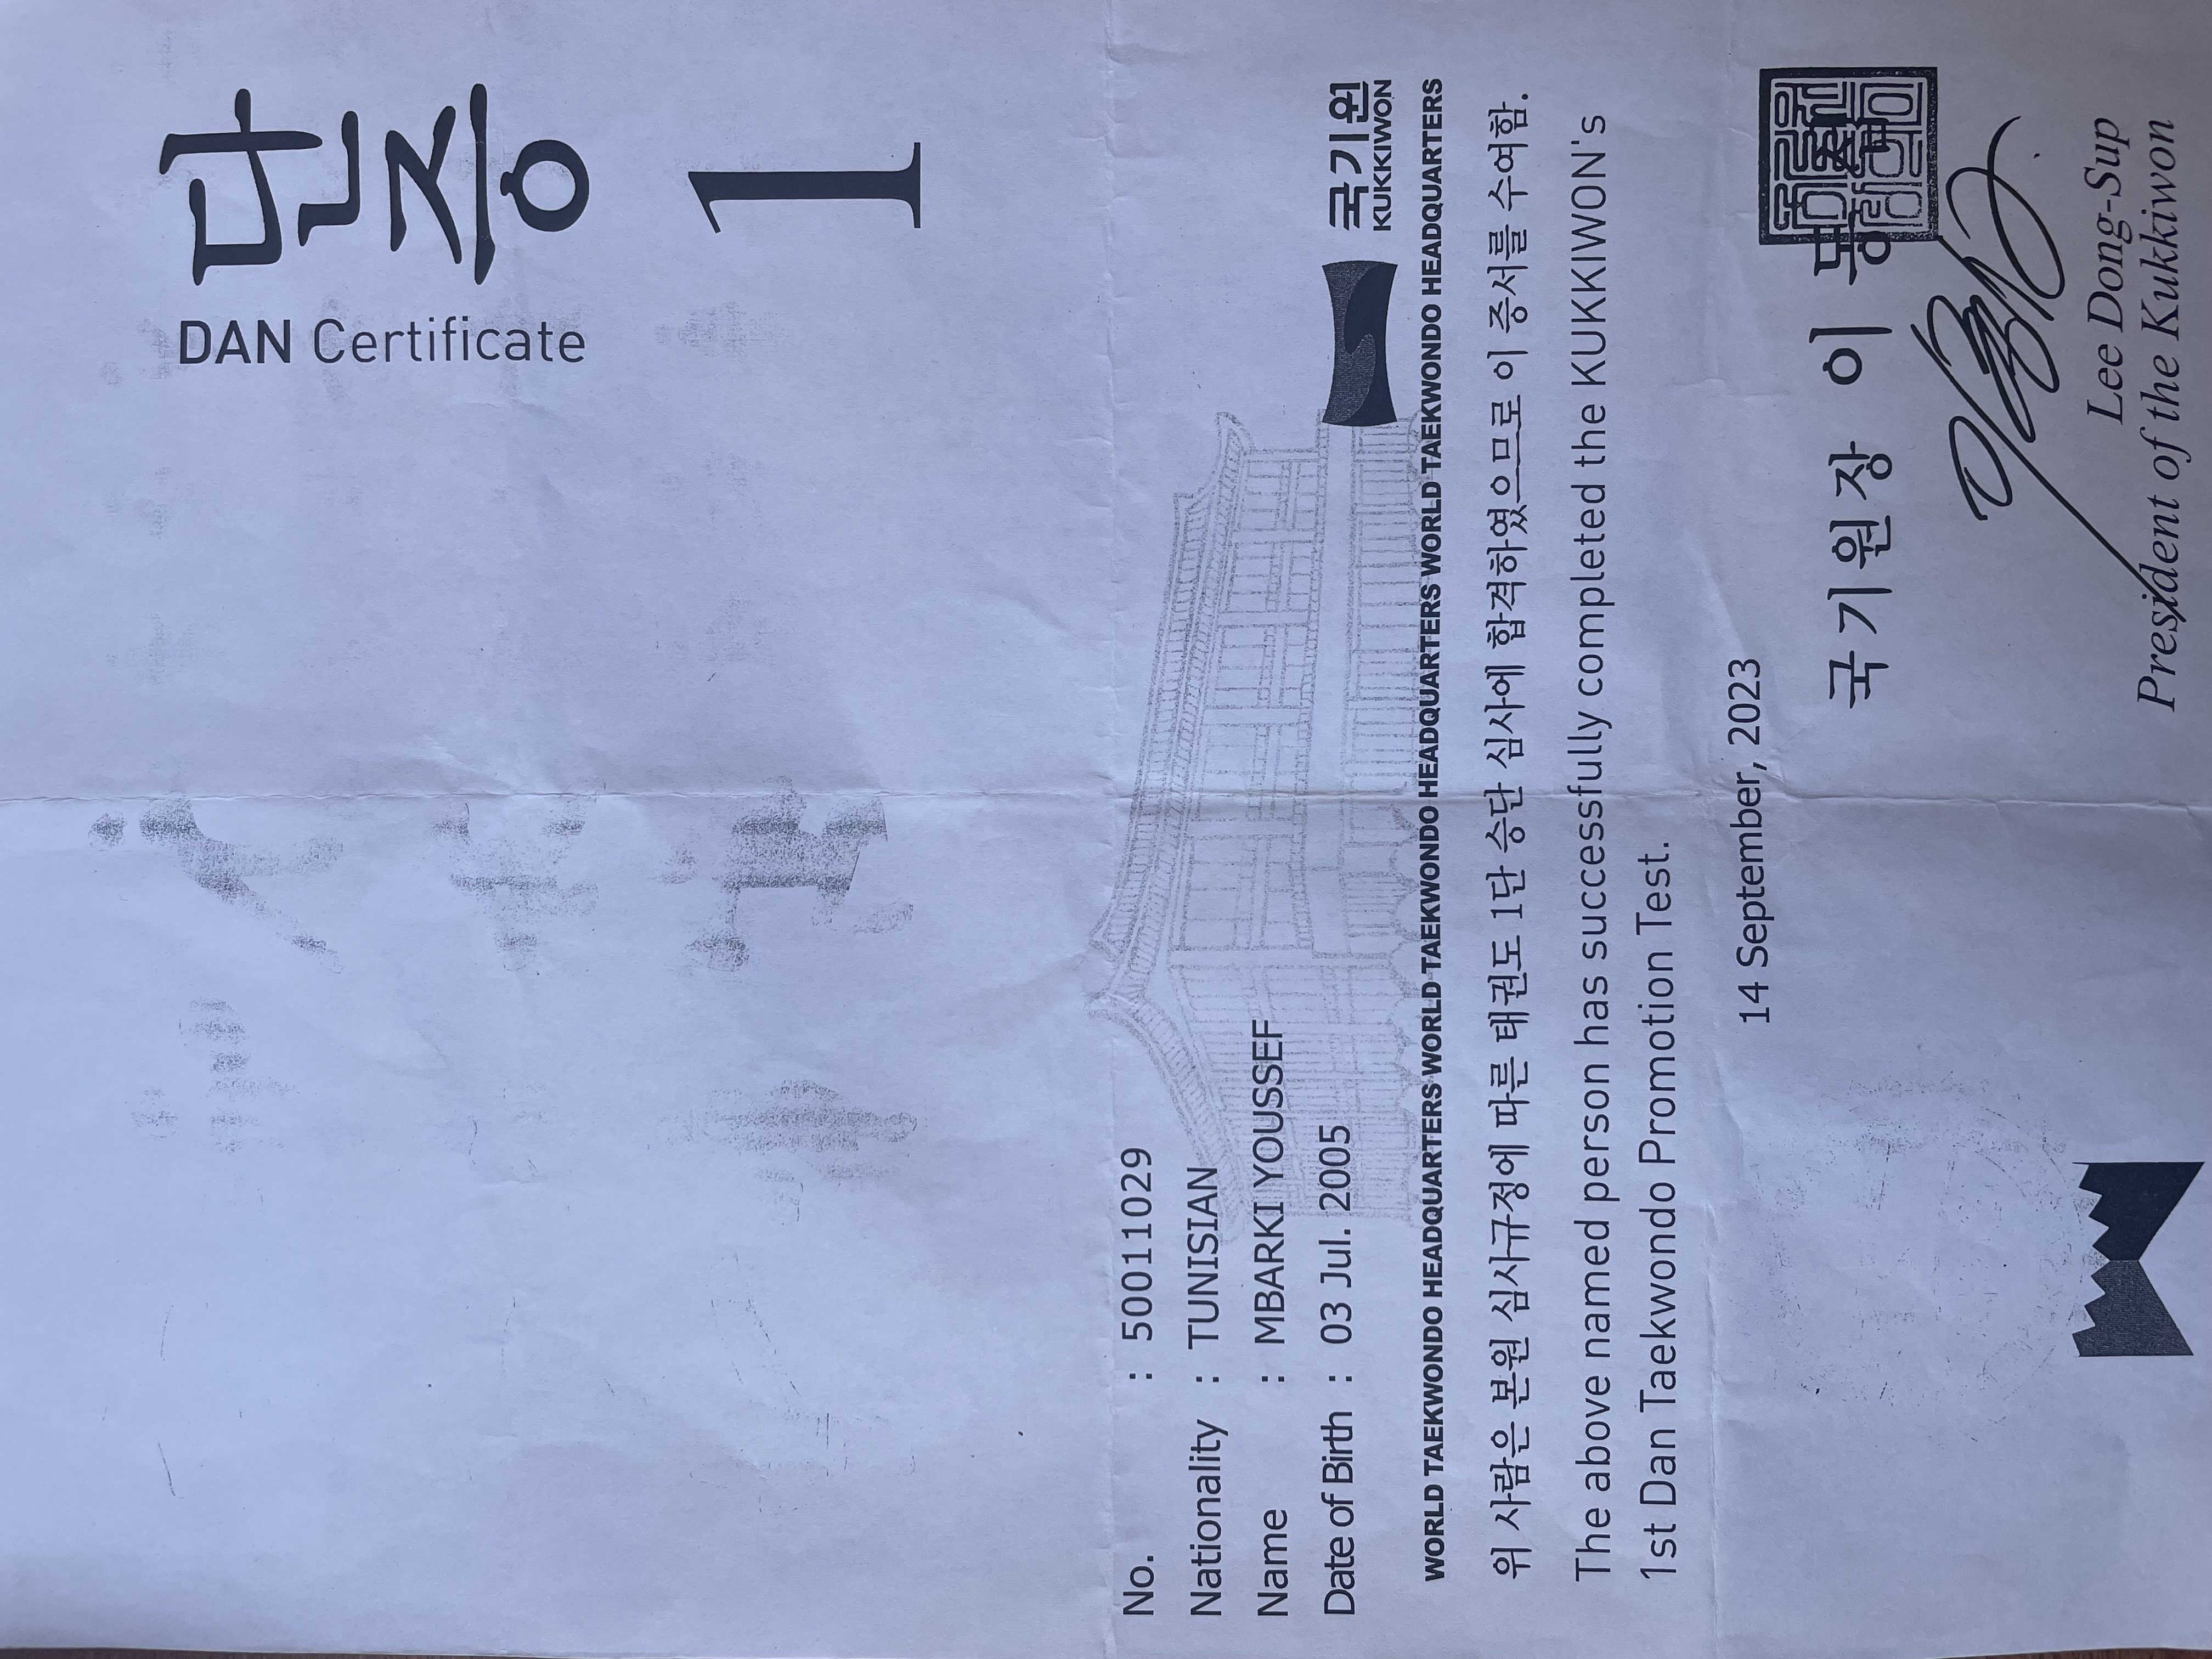 단증
DAN Certificate
1
No. : 50011029
Nationality : TUNISIAN
Name : MBARKI YOUSSEF
Date of Birth : 03 Jul. 2005
국기원
KUKKIWON
WORLD TAEKWONDO HEADQUARTERS WORLD TAEKWONDO HEADQUARTERS WORLD TAEKWONDO HEADQUARTERS WORLD TAEKWONDO HEADQUARTERS
위 사람은 본원 심사규정에 따른 태권도 1단 승단 심사에 합격하였으므로 이 증서를 수여함.
The above named person has successfully completed the KUKKIWON's
1st Dan Taekwondo Promotion Test.
14 September, 2023
국기원장 이 동
Lee Dong-Sup
President of the Kukkiwon